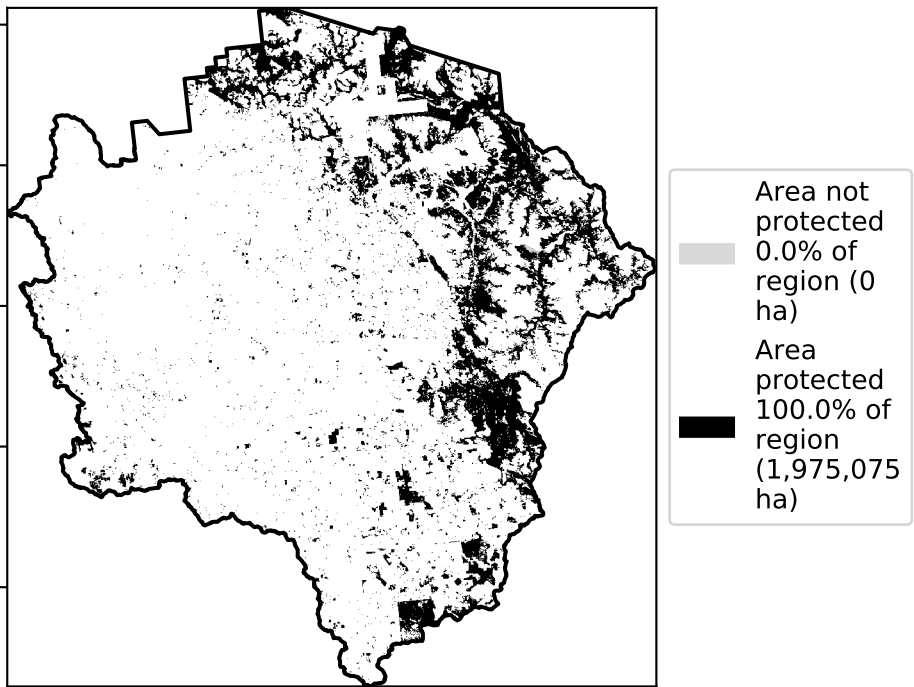 Area not
protected
0.0% of
region (0
ha)
Area
protected
100.0% of
region
(1,975,075
ha)